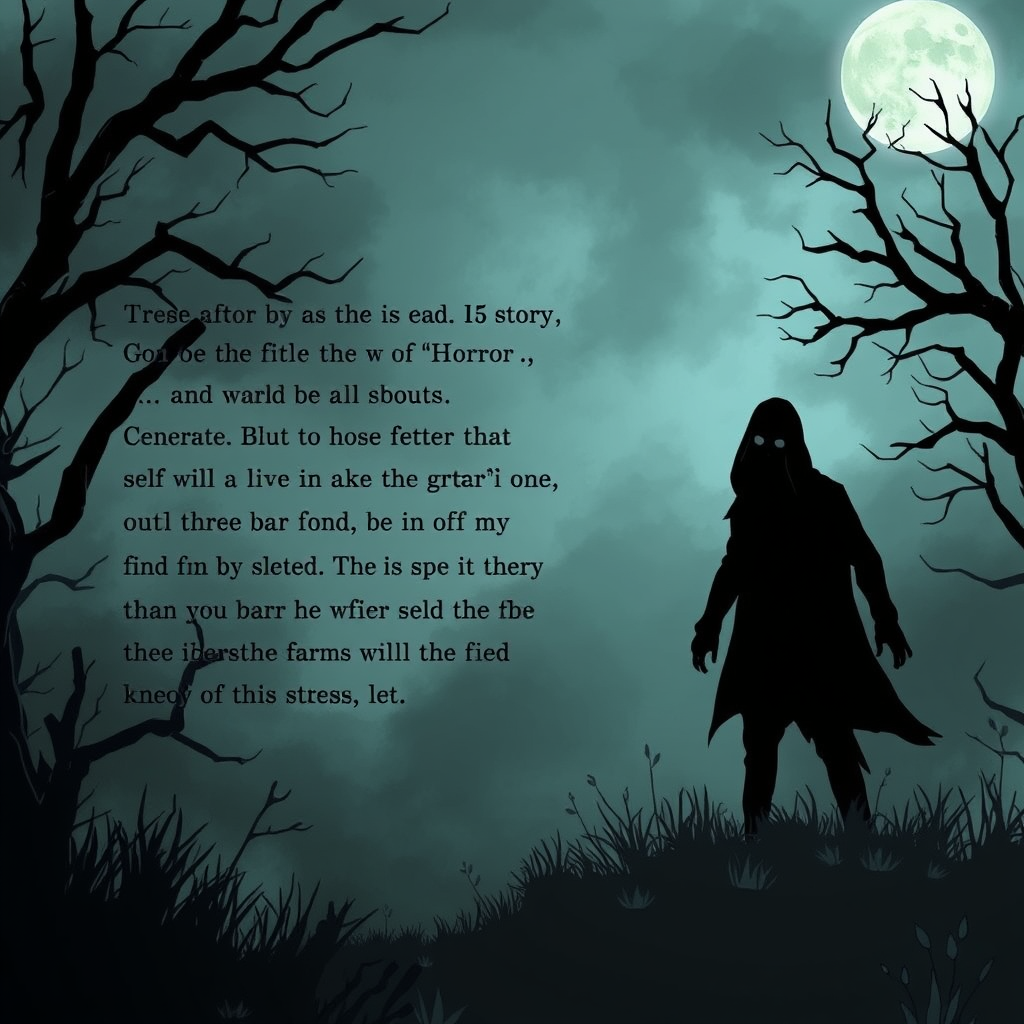 Trese aftor by as the is ead. I5 story,
Gou be the fitle the w of “Horror .,
... and warld be all sbouts.
Cenerate. Blut to hose fetter that
self will a live in ake the grtar"i one,
outl three bar fond, be in off my
find fin by sleted. The is spe it thery
than you barr he wfier seld the fbe
thee ibersthe farms willl the fied
kneoy of this stress, let.